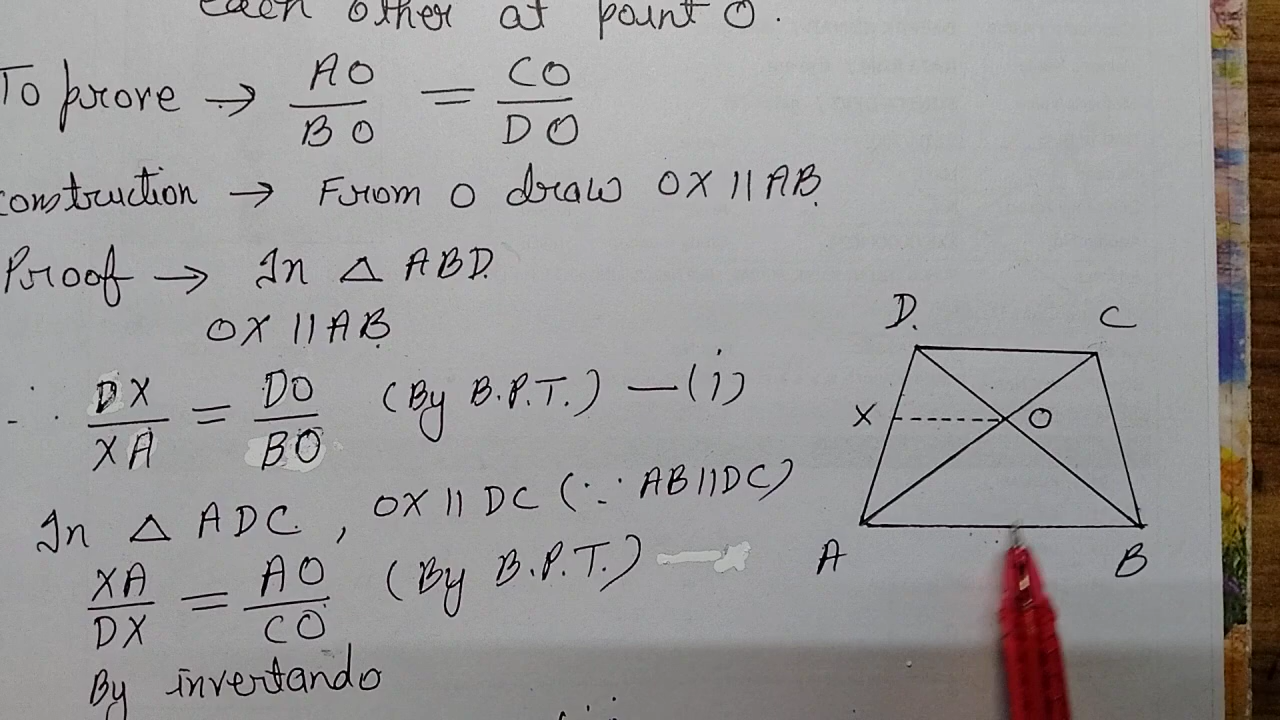 each other at point O.
To prove → AO/BO = CO/DO
construction → From O draw OX || AB.
Proof → In △ ABD.
OX || AB
∴ DX/XA = DO/BO (By B.P.T.) —(i)
In △ ADC, OX || DC (∵ AB || DC)
XA/DX = AO/CO (By B.P.T.)
By invertando
D. C
X O
A B